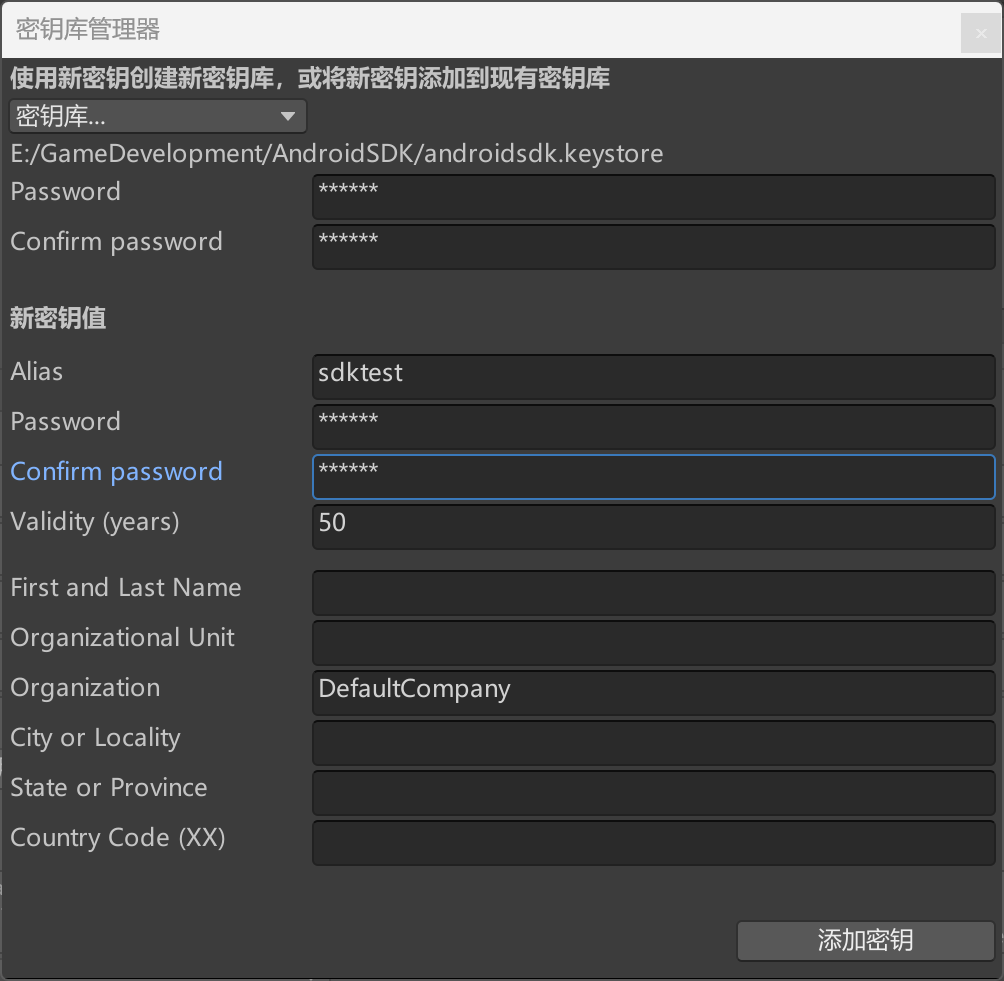 密钥库管理器
使用新密钥创建新密钥库，或将新密钥添加到现有密钥库
密钥库...
E:/GameDevelopment/AndroidSDK/androidsdk.keystore
Password ******
Confirm password ******
新密钥值
Alias sdktest
Password ******
Confirm password ******
Validity (years) 50
First and Last Name
Organizational Unit
Organization DefaultCompany
City or Locality
State or Province
Country Code (XX)
添加密钥